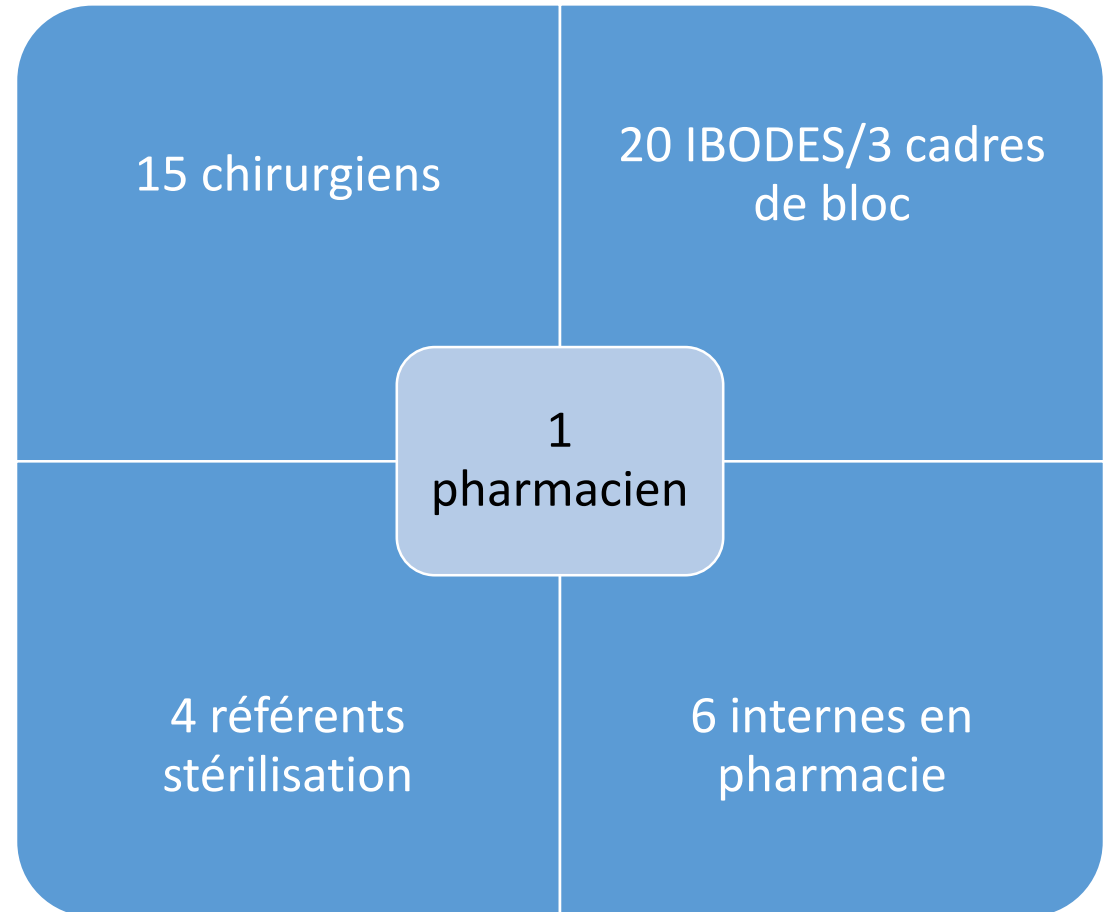 15 chirurgiens
20 IBODES/3 cadres
de bloc
1
pharmacien
4 référents
stérilisation
6 internes en
pharmacie